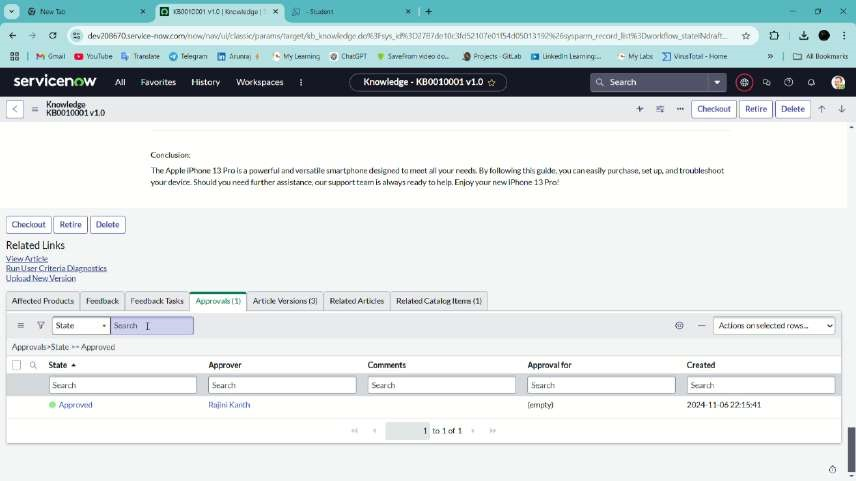 New Tab
KB0010001 v1.0 | Knowledge |
- Student
dev208670.service-now.com/now/nav/ui/classic/params/target/kb_knowledge.do%3Fsys_id%3D2787de10c3fd52107e01f54d05013192%26sysparm_record_list%3Dworkflow_state%
Gmail YouTube Translate Telegram Arunraj My Learning ChatGPT Savefrom video do... Projects - GitLab LinkedIn Learning:... My Labs VirusTotal - Home » All Bookmarks
servicenow All Favorites History Workspaces Knowledge - KB0010001 v1.0 Search
Knowledge
KB0010001 v1.0
Checkout Retire Delete
Conclusion:
The Apple iPhone 13 Pro is a powerful and versatile smartphone designed to meet all your needs. By following this guide, you can easily purchase, set up, and troubleshoot
your device. Should you need further assistance, our support team is always ready to help. Enjoy your new iPhone 13 Pro!
Checkout Retire Delete
Related Links
View Article
Run User Criteria Diagnostics
Upload New Version
Affected Products Feedback Feedback Tasks Approvals (1) Article Versions (3) Related Articles Related Catalog Items (1)
State Search Actions on selected rows...
Approvals>State >= Approved
State Approver Comments Approval for Created
Search Search Search Search Search
Approved Rajini Kanth (empty) 2024-11-06 22:15:41
1 to 1 of 1